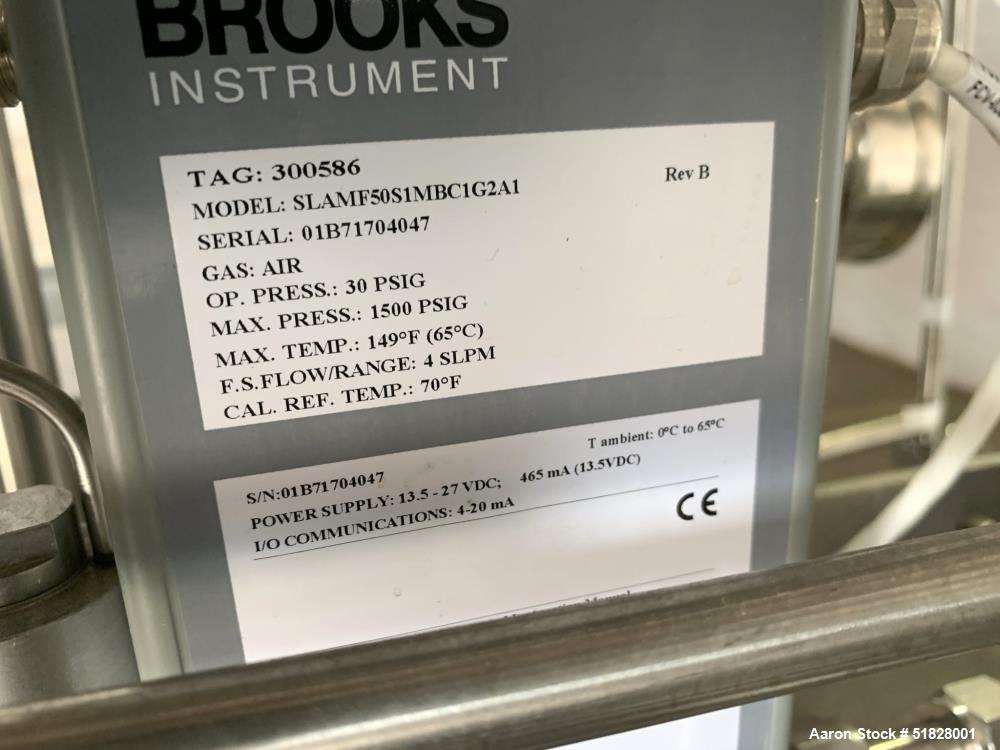 BROOKS
INSTRUMENT
TAG: 300586
Rev B
MODEL: SLAMF50S1MBC1G2A1
SERIAL: 01B71704047
GAS: AIR
OP. PRESS.: 30 PSIG
MAX. PRESS.: 1500 PSIG
MAX. TEMP.: 149°F (65°C)
F.S.FLOW/RANGE: 4 SLPM
CAL. REF. TEMP.: 70°F
S/N:01B71704047
T ambient: 0°C to 65°C
POWER SUPPLY: 13.5 - 27 VDC; 465 mA (13.5VDC)
I/O COMMUNICATIONS: 4-20 mA
CE
Aaron Stock # 51828001